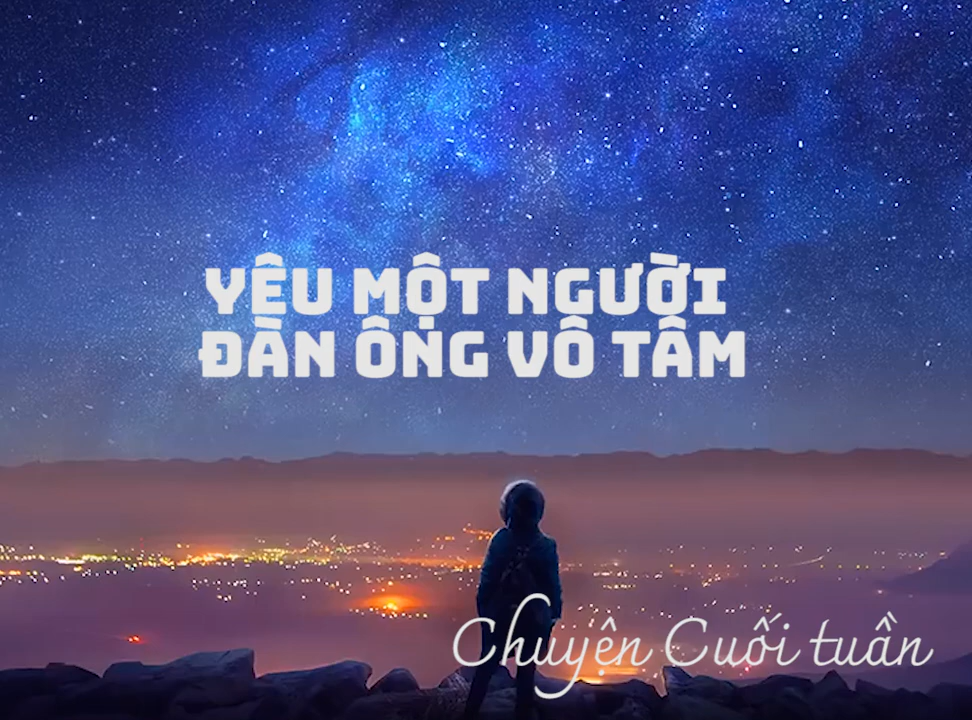 YÊU MỘT NGƯỜI
ĐÀN ÔNG VÔ TÂM
Chuyện Cuối tuần